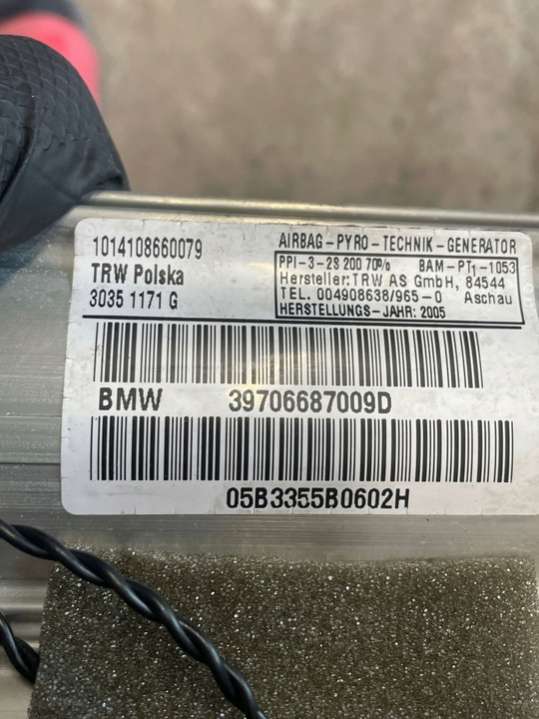 1014108660079
TRW Polska
3035 1171 G
AIRBAG-PYRO-TECHNIK-GENERATOR
PPI-3-2S 200 70% BAM-PT1-1053
Hersteller: TRW AS GmbH, 84544
TEL. 004908638/965-0 Aschau
HERSTELLUNGS-JAHR: 2005
BMW 39706687009D
05B3355B0602H